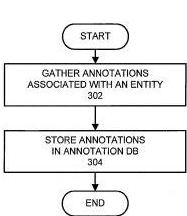 START
GATHER ANNOTATIONS
ASSOCIATED WITH AN ENTITY
302
STORE ANNOTATIONS
IN ANNOTATION DB
304
END